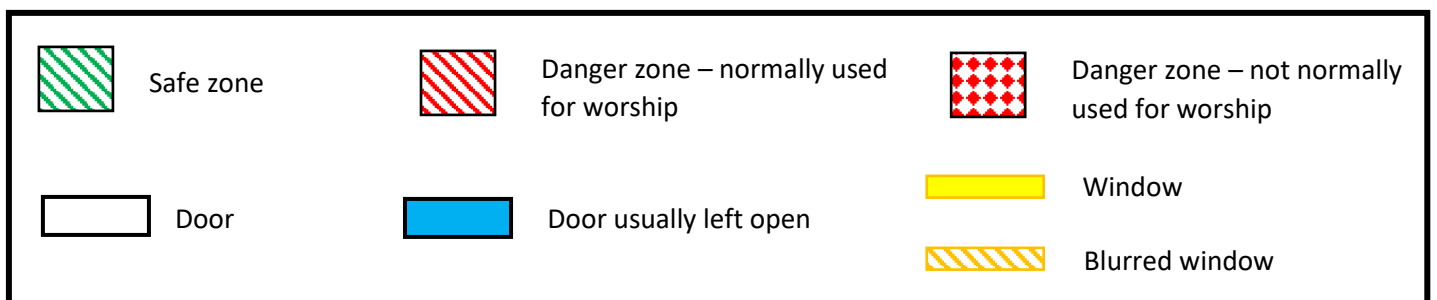 Safe zone
Danger zone – normally used
for worship
Danger zone – not normally
used for worship
Door
Door usually left open
Window
Blurred window